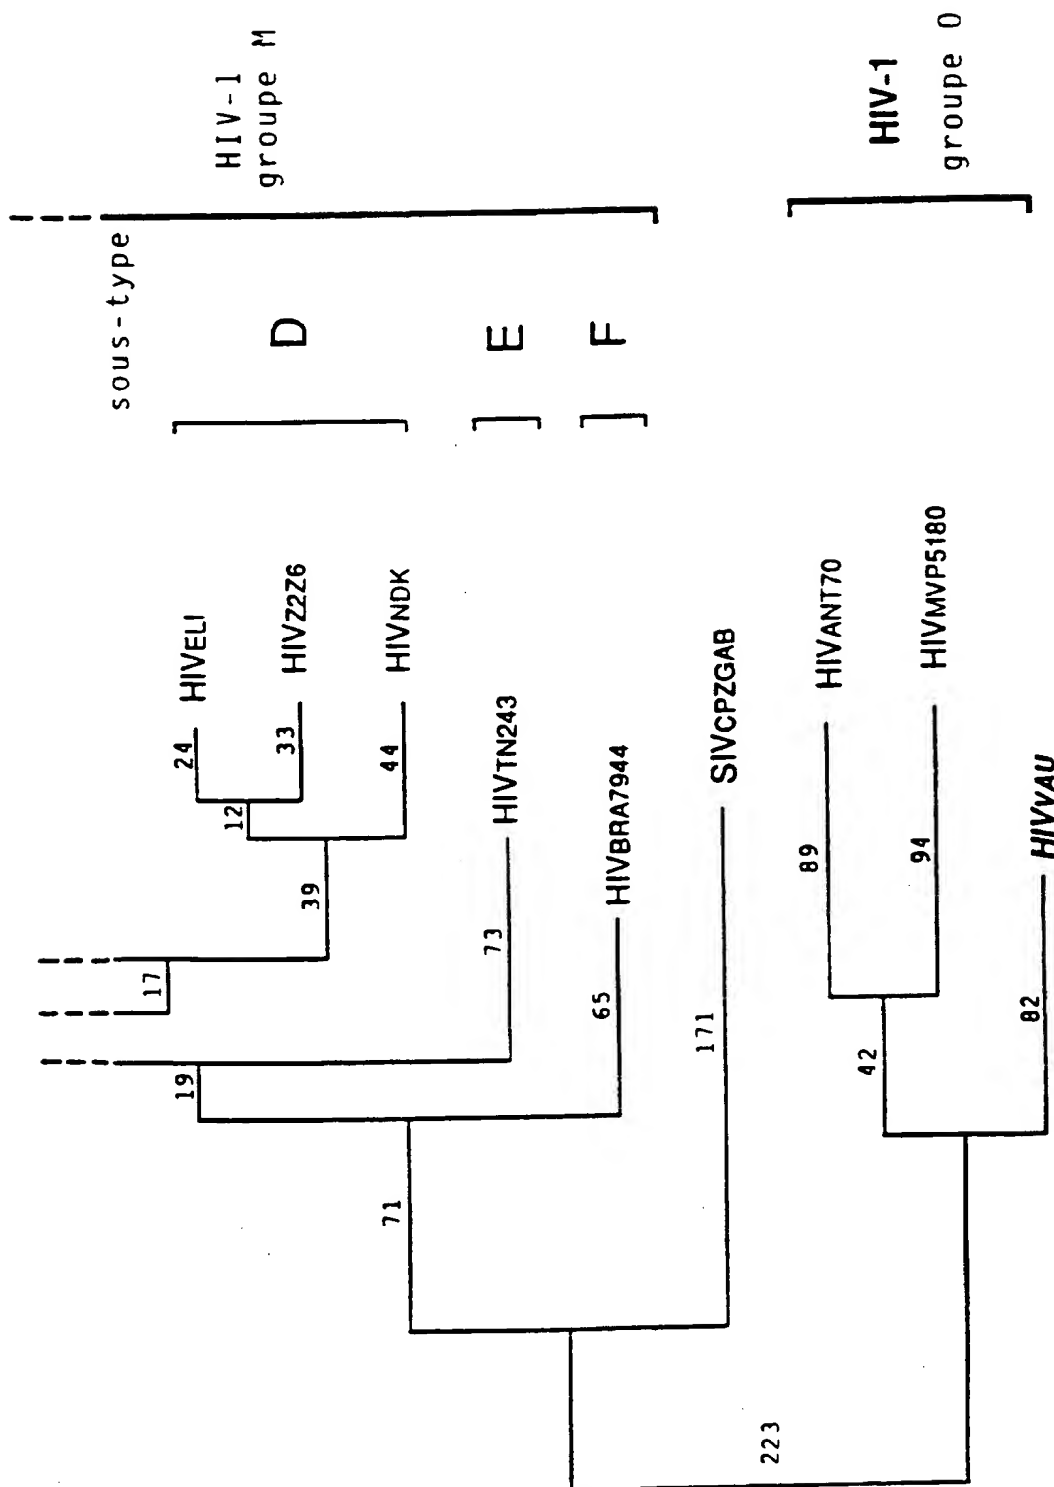 HIV-1
groupe M
sous-type
D
E
F
HIV-1
groupe O
24
HIVELI
12
33
HIVZ2Z6
39
44
HIVNDK
17
19
73
HIVTN243
65
HIVBRA7944
71
171
SIVCPZGAB
89
HIVANT70
42
94
HIVMVP5180
82
HIVVAU
223